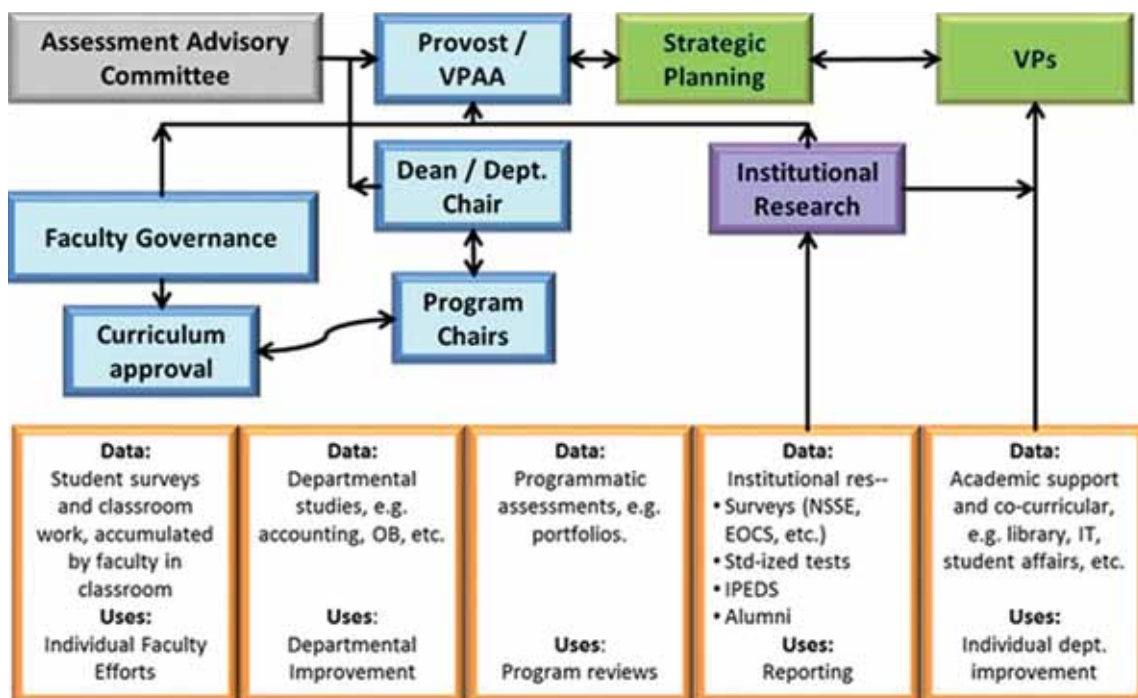 Assessment Advisory
Committee
Provost /
VPAA
Strategic
Planning
VPs
Dean / Dept.
Chair
Institutional
Research
Faculty Governance
Program
Chairs
Curriculum
approval
Data:
Student surveys
and classroom
work, accumulated
by faculty in
classroom
Uses:
Individual Faculty
Efforts
Data:
Departmental
studies, e.g.
accounting, OB, etc.
Uses:
Departmental
Improvement
Data:
Programmatic
assessments, e.g.
portfolios.
Uses:
Program reviews
Data:
Institutional res--
• Surveys (NSSE,
EOCS, etc.)
• Std-ized tests
• IPEDS
• Alumni
Uses:
Reporting
Data:
Academic support
and co-curricular,
e.g. library, IT,
student affairs, etc.
Uses:
Individual dept.
improvement